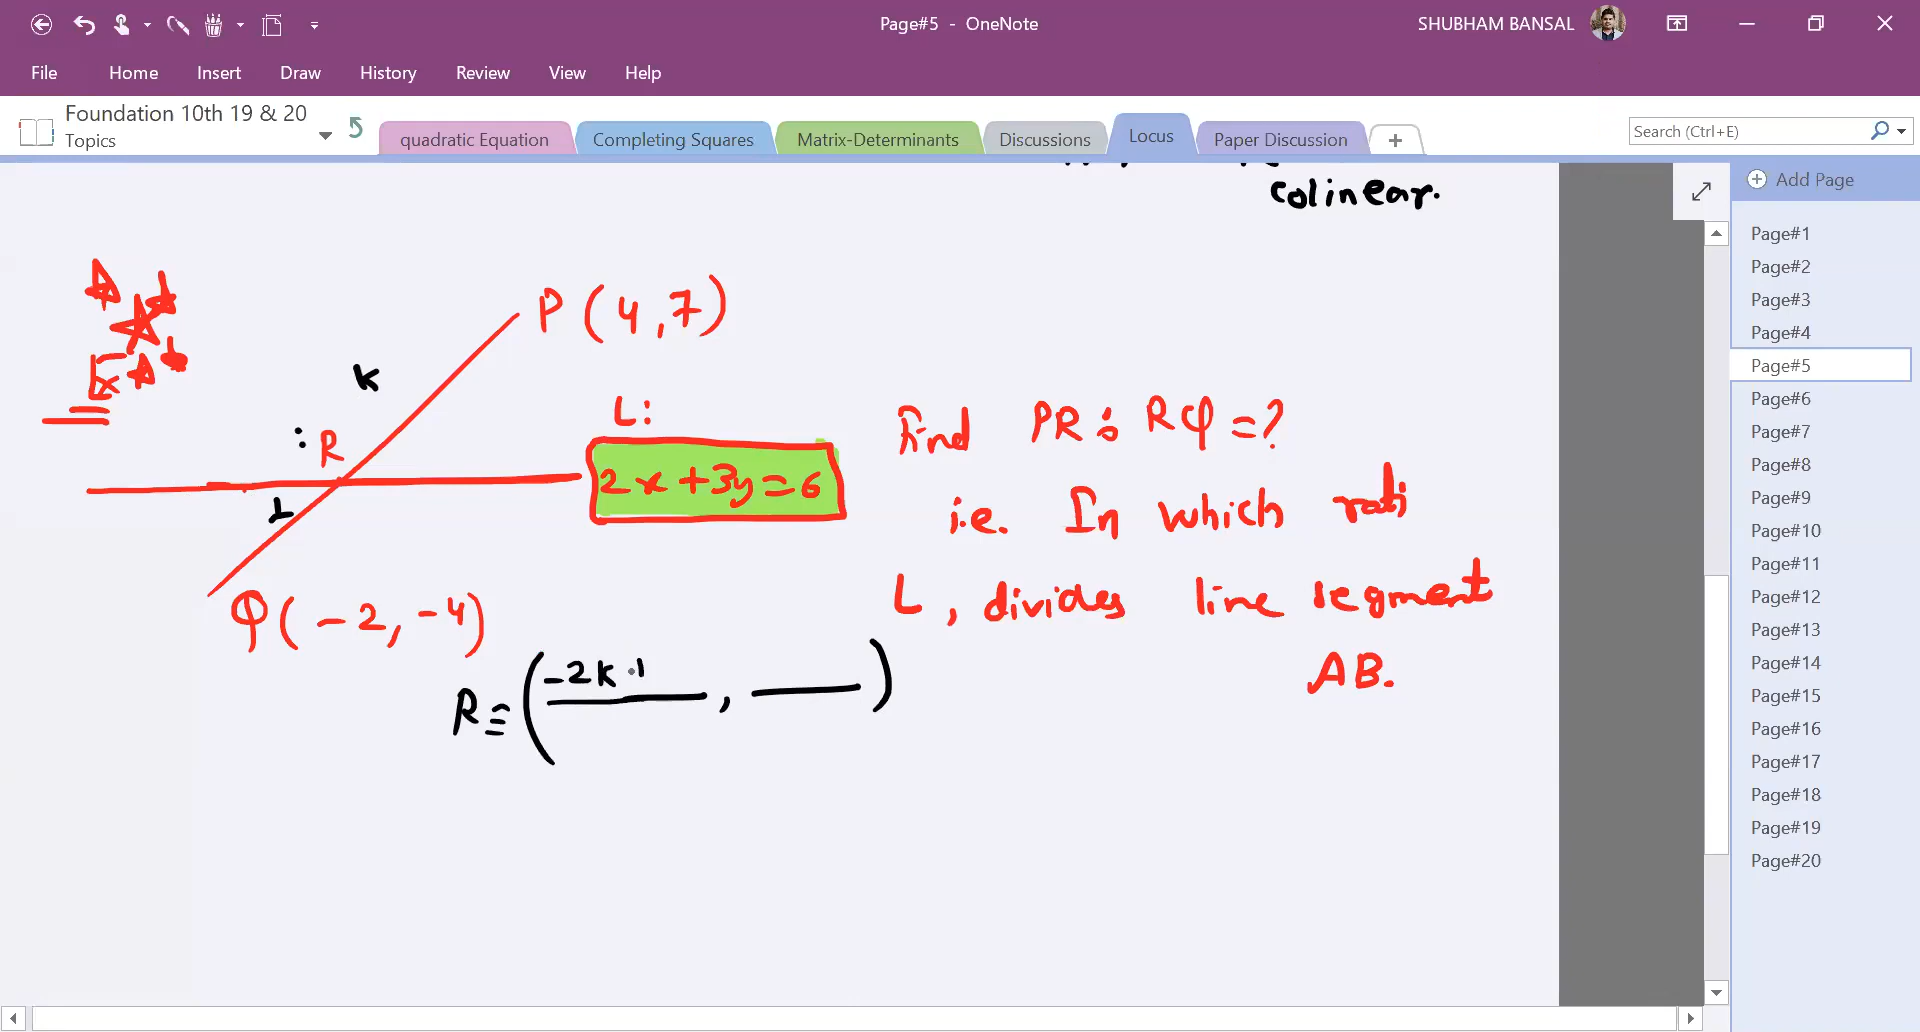 Page#5 - OneNote
SHUBHAM BANSAL
File Home Insert Draw History Review View Help
Foundation 10th 19 & 20
Topics
quadratic Equation
Completing Squares
Matrix-Determinants
Discussions
Locus
Paper Discussion
+
Search (Ctrl+E)
Add Page
Page#1
Page#2
Page#3
Page#4
Page#5
Page#6
Page#7
Page#8
Page#9
Page#10
Page#11
Page#12
Page#13
Page#14
Page#15
Page#16
Page#17
Page#18
Page#19
Page#20
colinear.
P (4,7)
K
:
R
1
L:
2x+3y=6
Q(-2,-4)
Find PR : RQ =?
i.e. In which rati
L, divides line segment
AB.
R≡(-2K+ , )